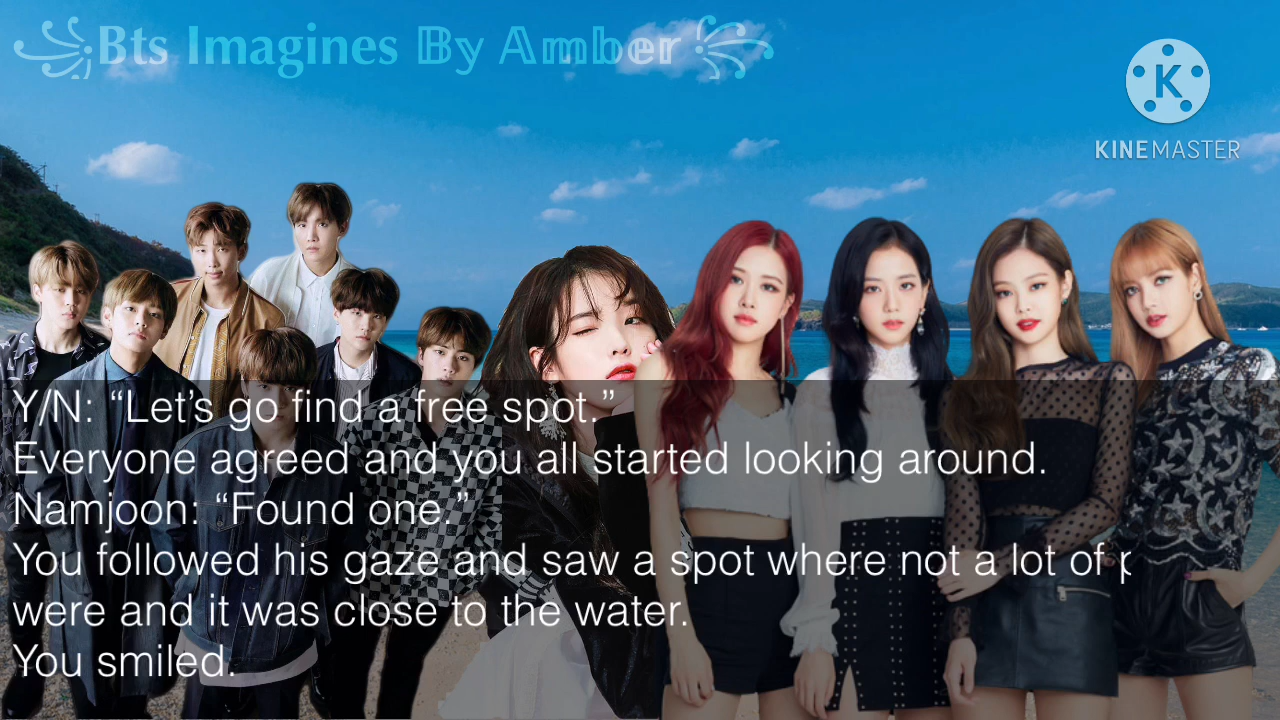 Bts Imagines 𝔹y 𝔸mber
K
KINEMASTER
Y/N: “Let’s go find a free spot.”
Everyone agreed and you all started looking around.
Namjoon: “Found one.”
You followed his gaze and saw a spot where not a lot of
were and it was close to the water.
You smiled.